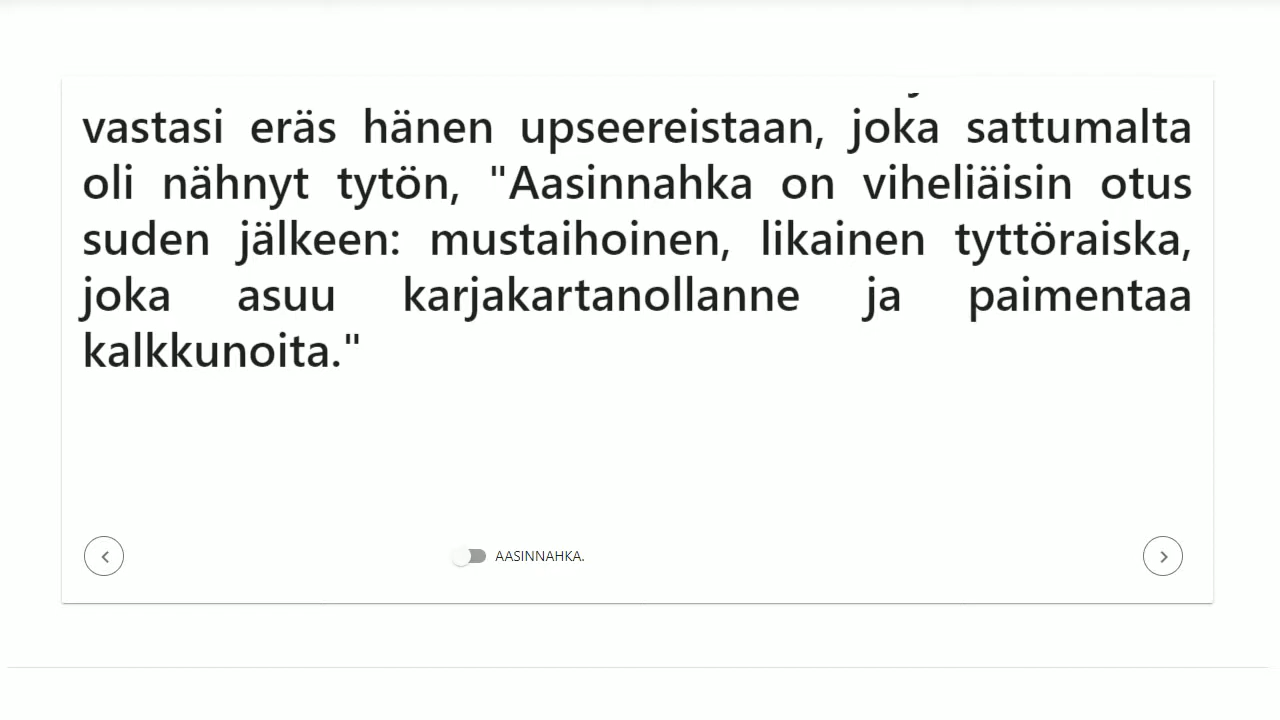 vastasi eräs hänen upseereistaan, joka sattumalta
oli nähnyt tytön, "Aasinnahka on viheliäisin otus
suden jälkeen: mustaihoinen, likainen tyttöraiska,
joka asuu karjakartanollanne ja paimentaa
kalkkunoita."
AASINNAHKA.